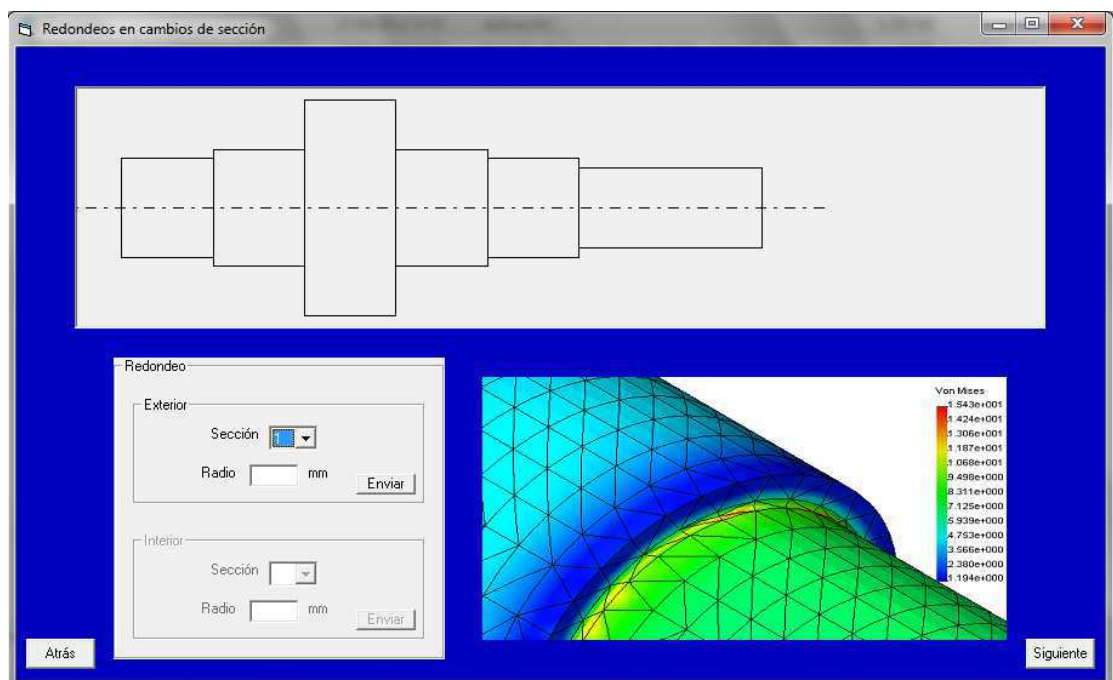 Redondeos en cambios de sección
Redondeo
Exterior
Sección 1
Radio mm
Enviar
Interior
Sección
Radio mm
Enviar
Von Mises
1.543e+001
1.424e+001
1.306e+001
1.187e+001
1.068e+001
9.498e+000
8.311e+000
7.125e+000
5.939e+000
4.753e+000
3.566e+000
2.380e+000
1.194e+000
Atrás
Siguiente